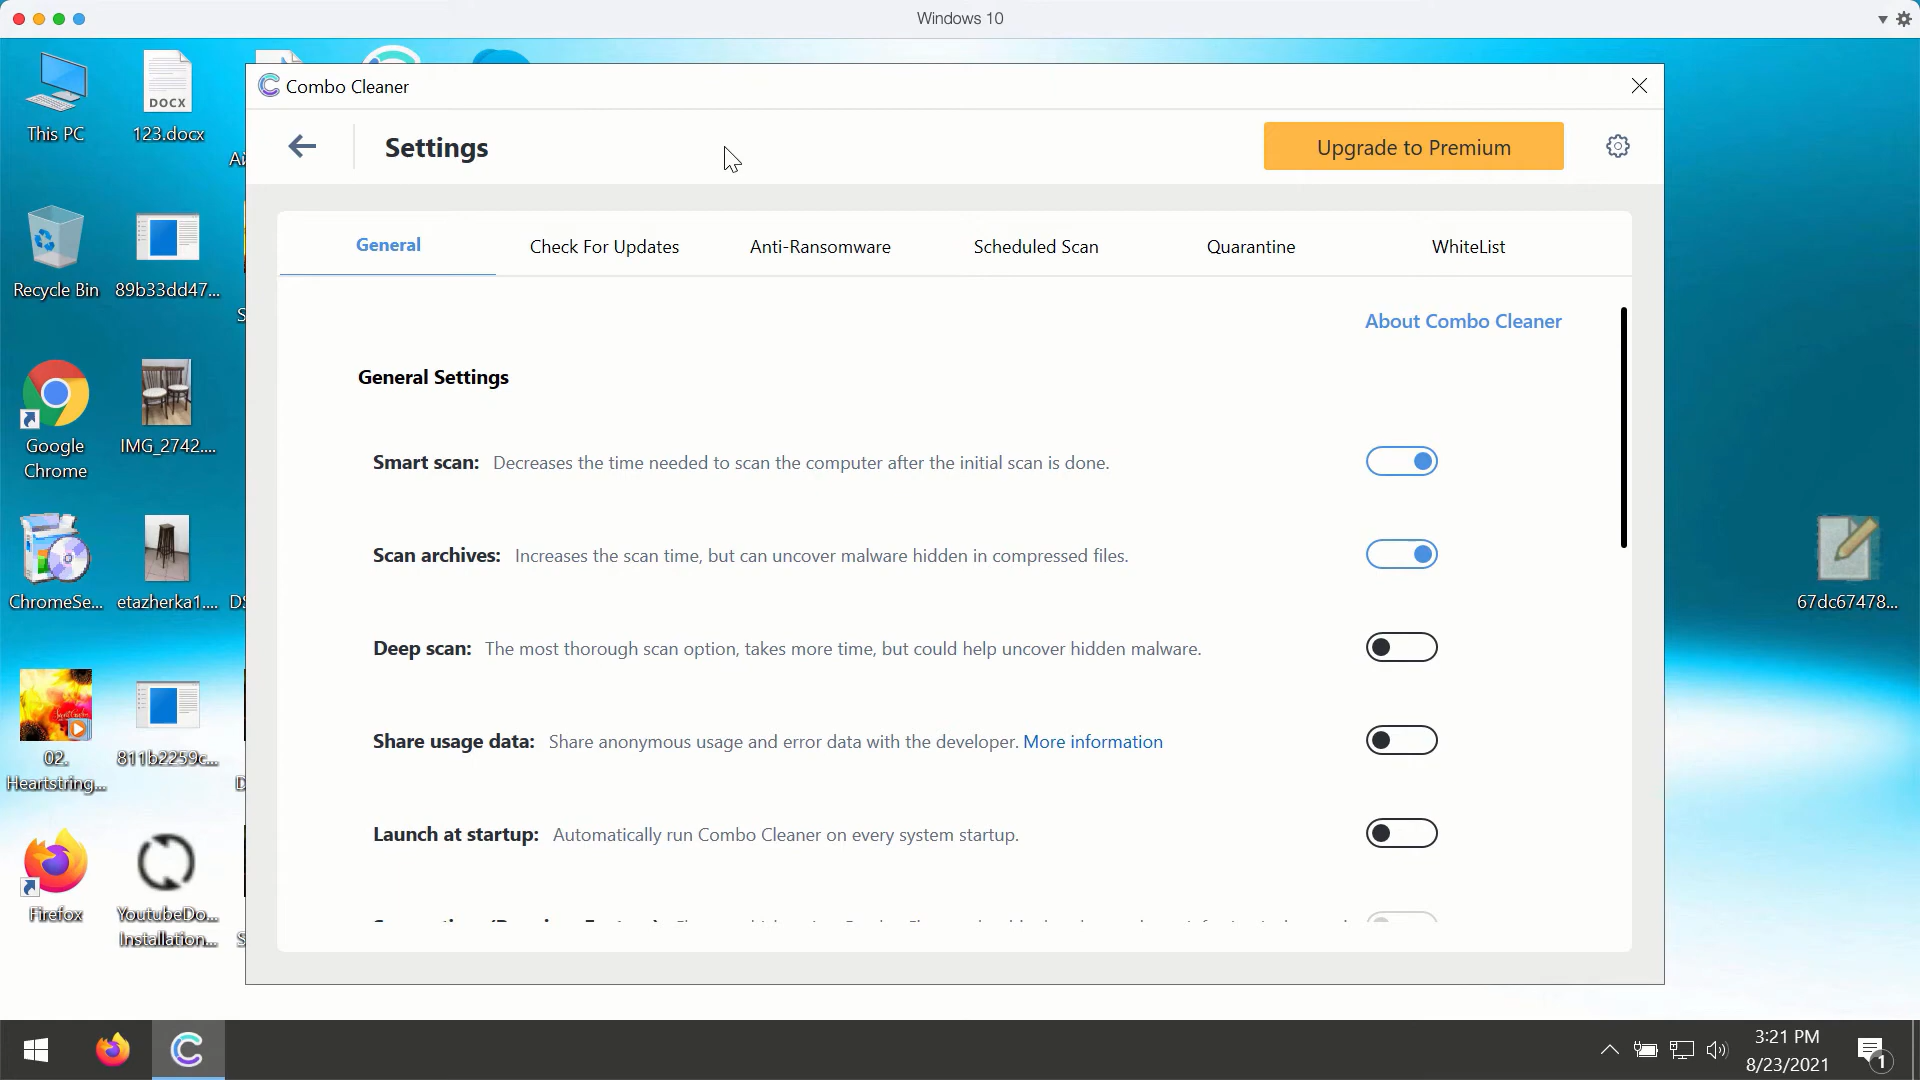 Windows 10
This PC
DOCX
123.docx
Recycle Bin
89b33dd47...
Google
Chrome
IMG_2742....
ChromeSe...
etazherka1....
02.
Heartstring...
811b2259c...
Firefox
YoutubeDo...
Installation...
Combo Cleaner
Settings
Upgrade to Premium
General
Check For Updates
Anti-Ransomware
Scheduled Scan
Quarantine
WhiteList
About Combo Cleaner
General Settings
Smart scan: Decreases the time needed to scan the computer after the initial scan is done.
Scan archives: Increases the scan time, but can uncover malware hidden in compressed files.
Deep scan: The most thorough scan option, takes more time, but could help uncover hidden malware.
Share usage data: Share anonymous usage and error data with the developer. More information
Launch at startup: Automatically run Combo Cleaner on every system startup.
67dc67478...
3:21 PM
8/23/2021
1